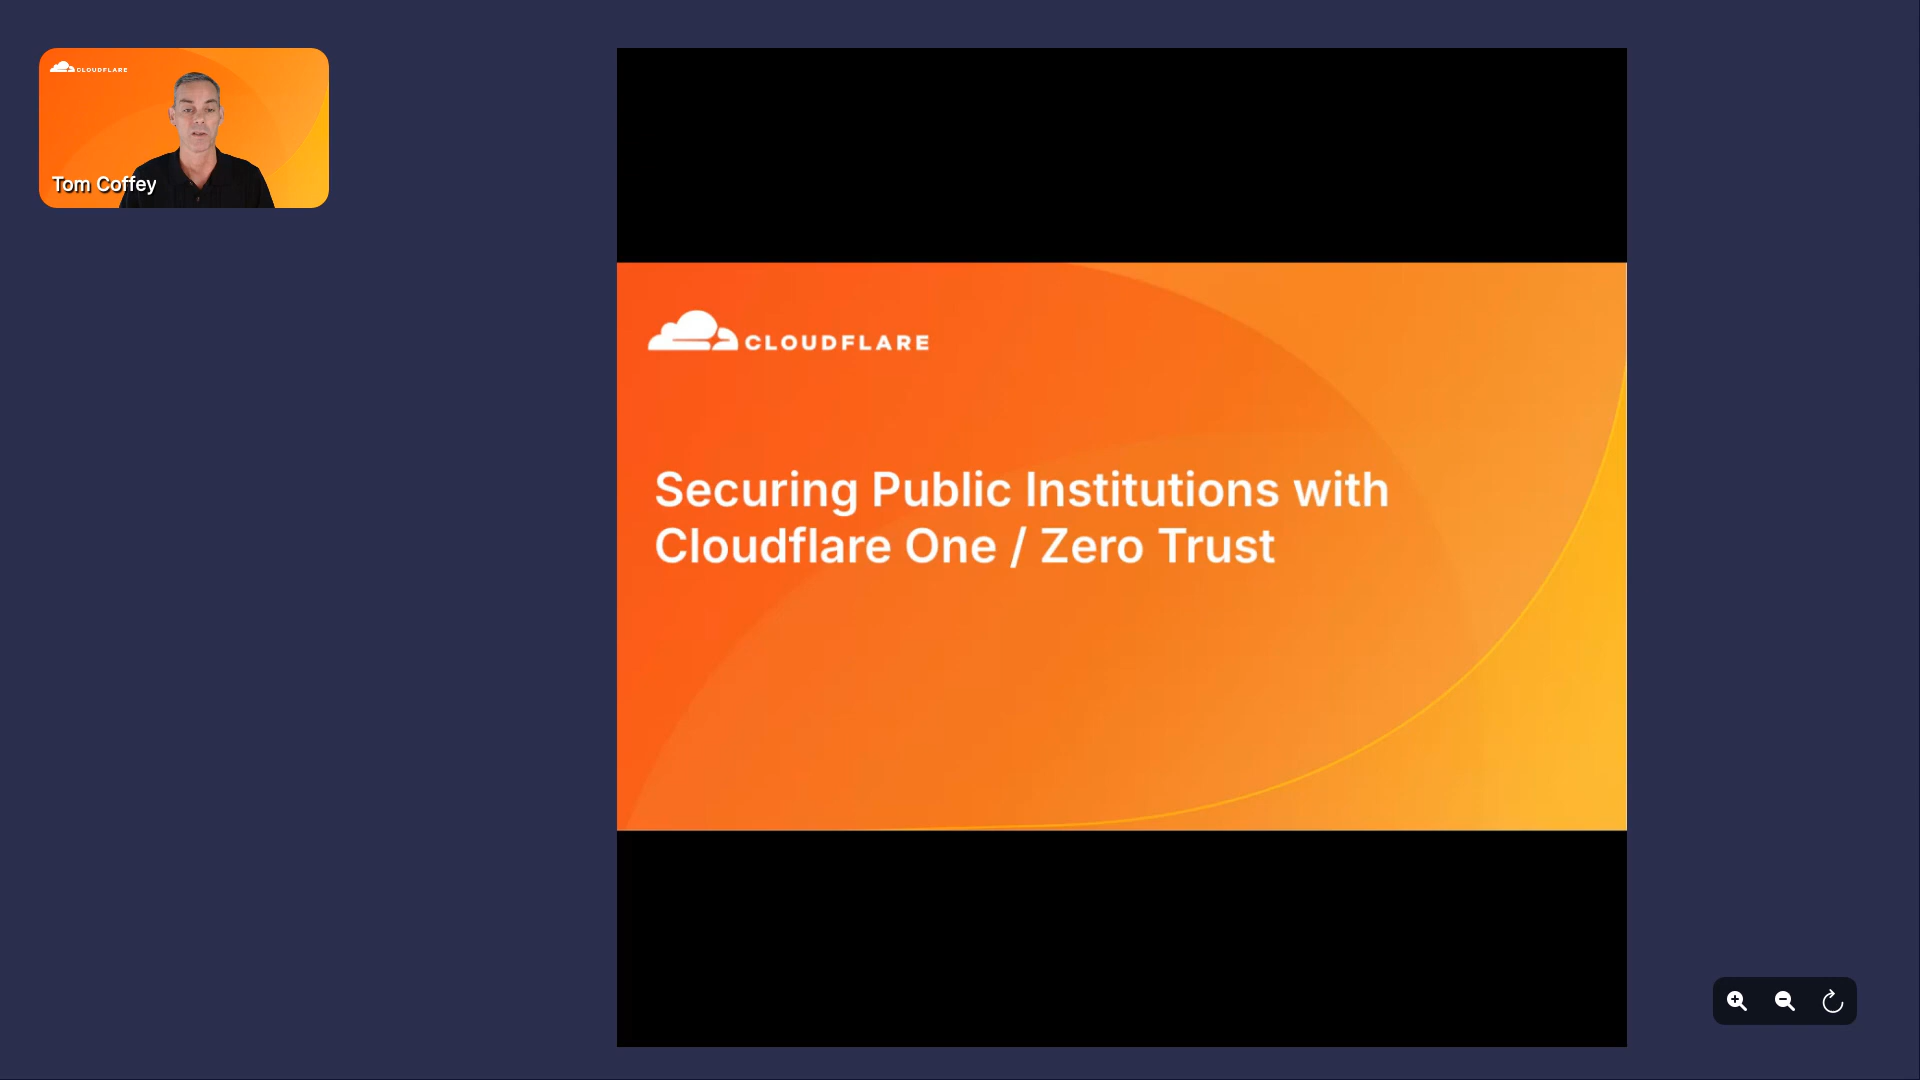 CLOUDFLARE
Tom Coffey
CLOUDFLARE
Securing Public Institutions with
Cloudflare One / Zero Trust